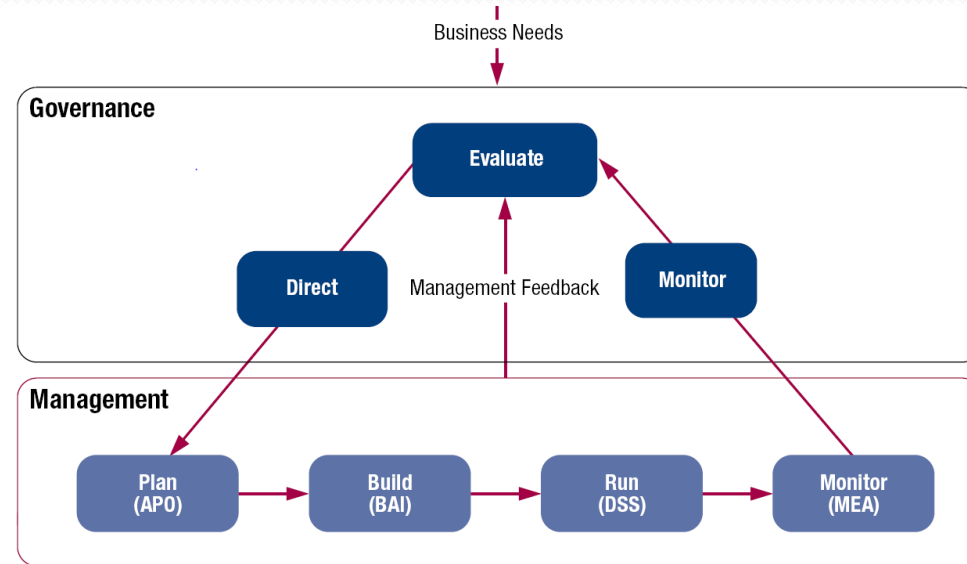 Business Needs
Governance
Evaluate
Direct
Management Feedback
Monitor
Management
Plan
(APO)
Build
(BAI)
Run
(DSS)
Monitor
(MEA)